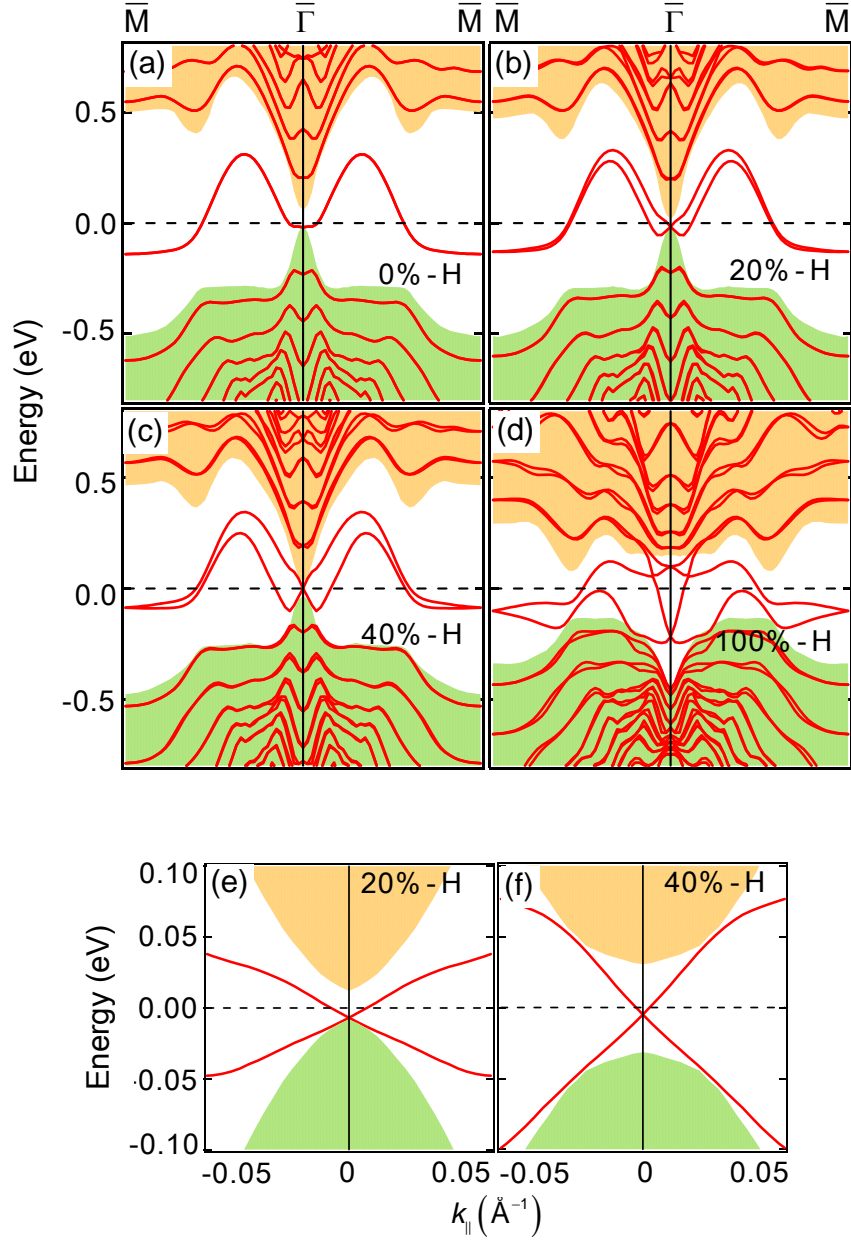 M̅ Γ̅ M̅
(a) (b)
0.5
0.0
0% - H 20% - H
-0.5
(c) (d)
Energy (eV)
0.5
0.0
40% - H 100% - H
-0.5
0.10 (e) 20% - H (f) 40% - H
0.05
0.00
Energy (eV)
-0.05
-0.10
-0.05 0 0.05 -0.05 0 0.05
k∥ (Å⁻¹)